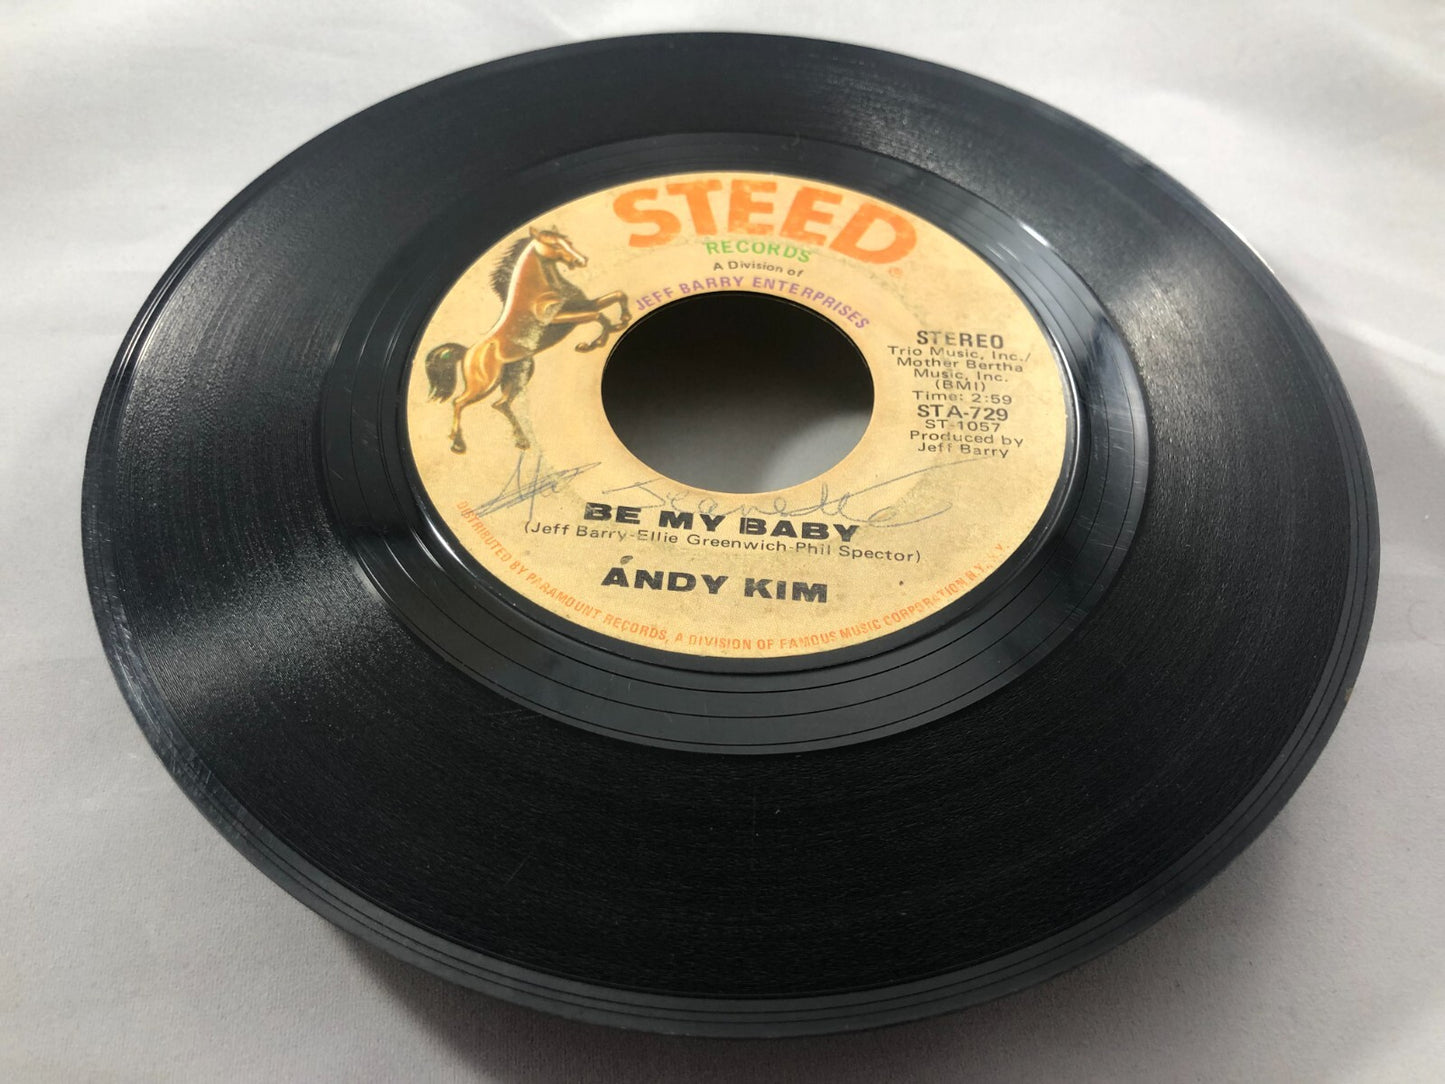 STEED®
RECORDS
A Division of
JEFF BARRY ENTERPRISES
STEREO
Trio Music, Inc./
Mother Bertha
Music, Inc.
(BMI)
Time: 2:59
STA-729
ST-1057
Produced by
Jeff Barry
Jeanette
BE MY BABY
(Jeff Barry-Ellie Greenwich-Phil Spector)
ANDY KIM
DISTRIBUTED BY PARAMOUNT RECORDS, A DIVISION OF FAMOUS MUSIC CORPORATION N.Y., N.Y.